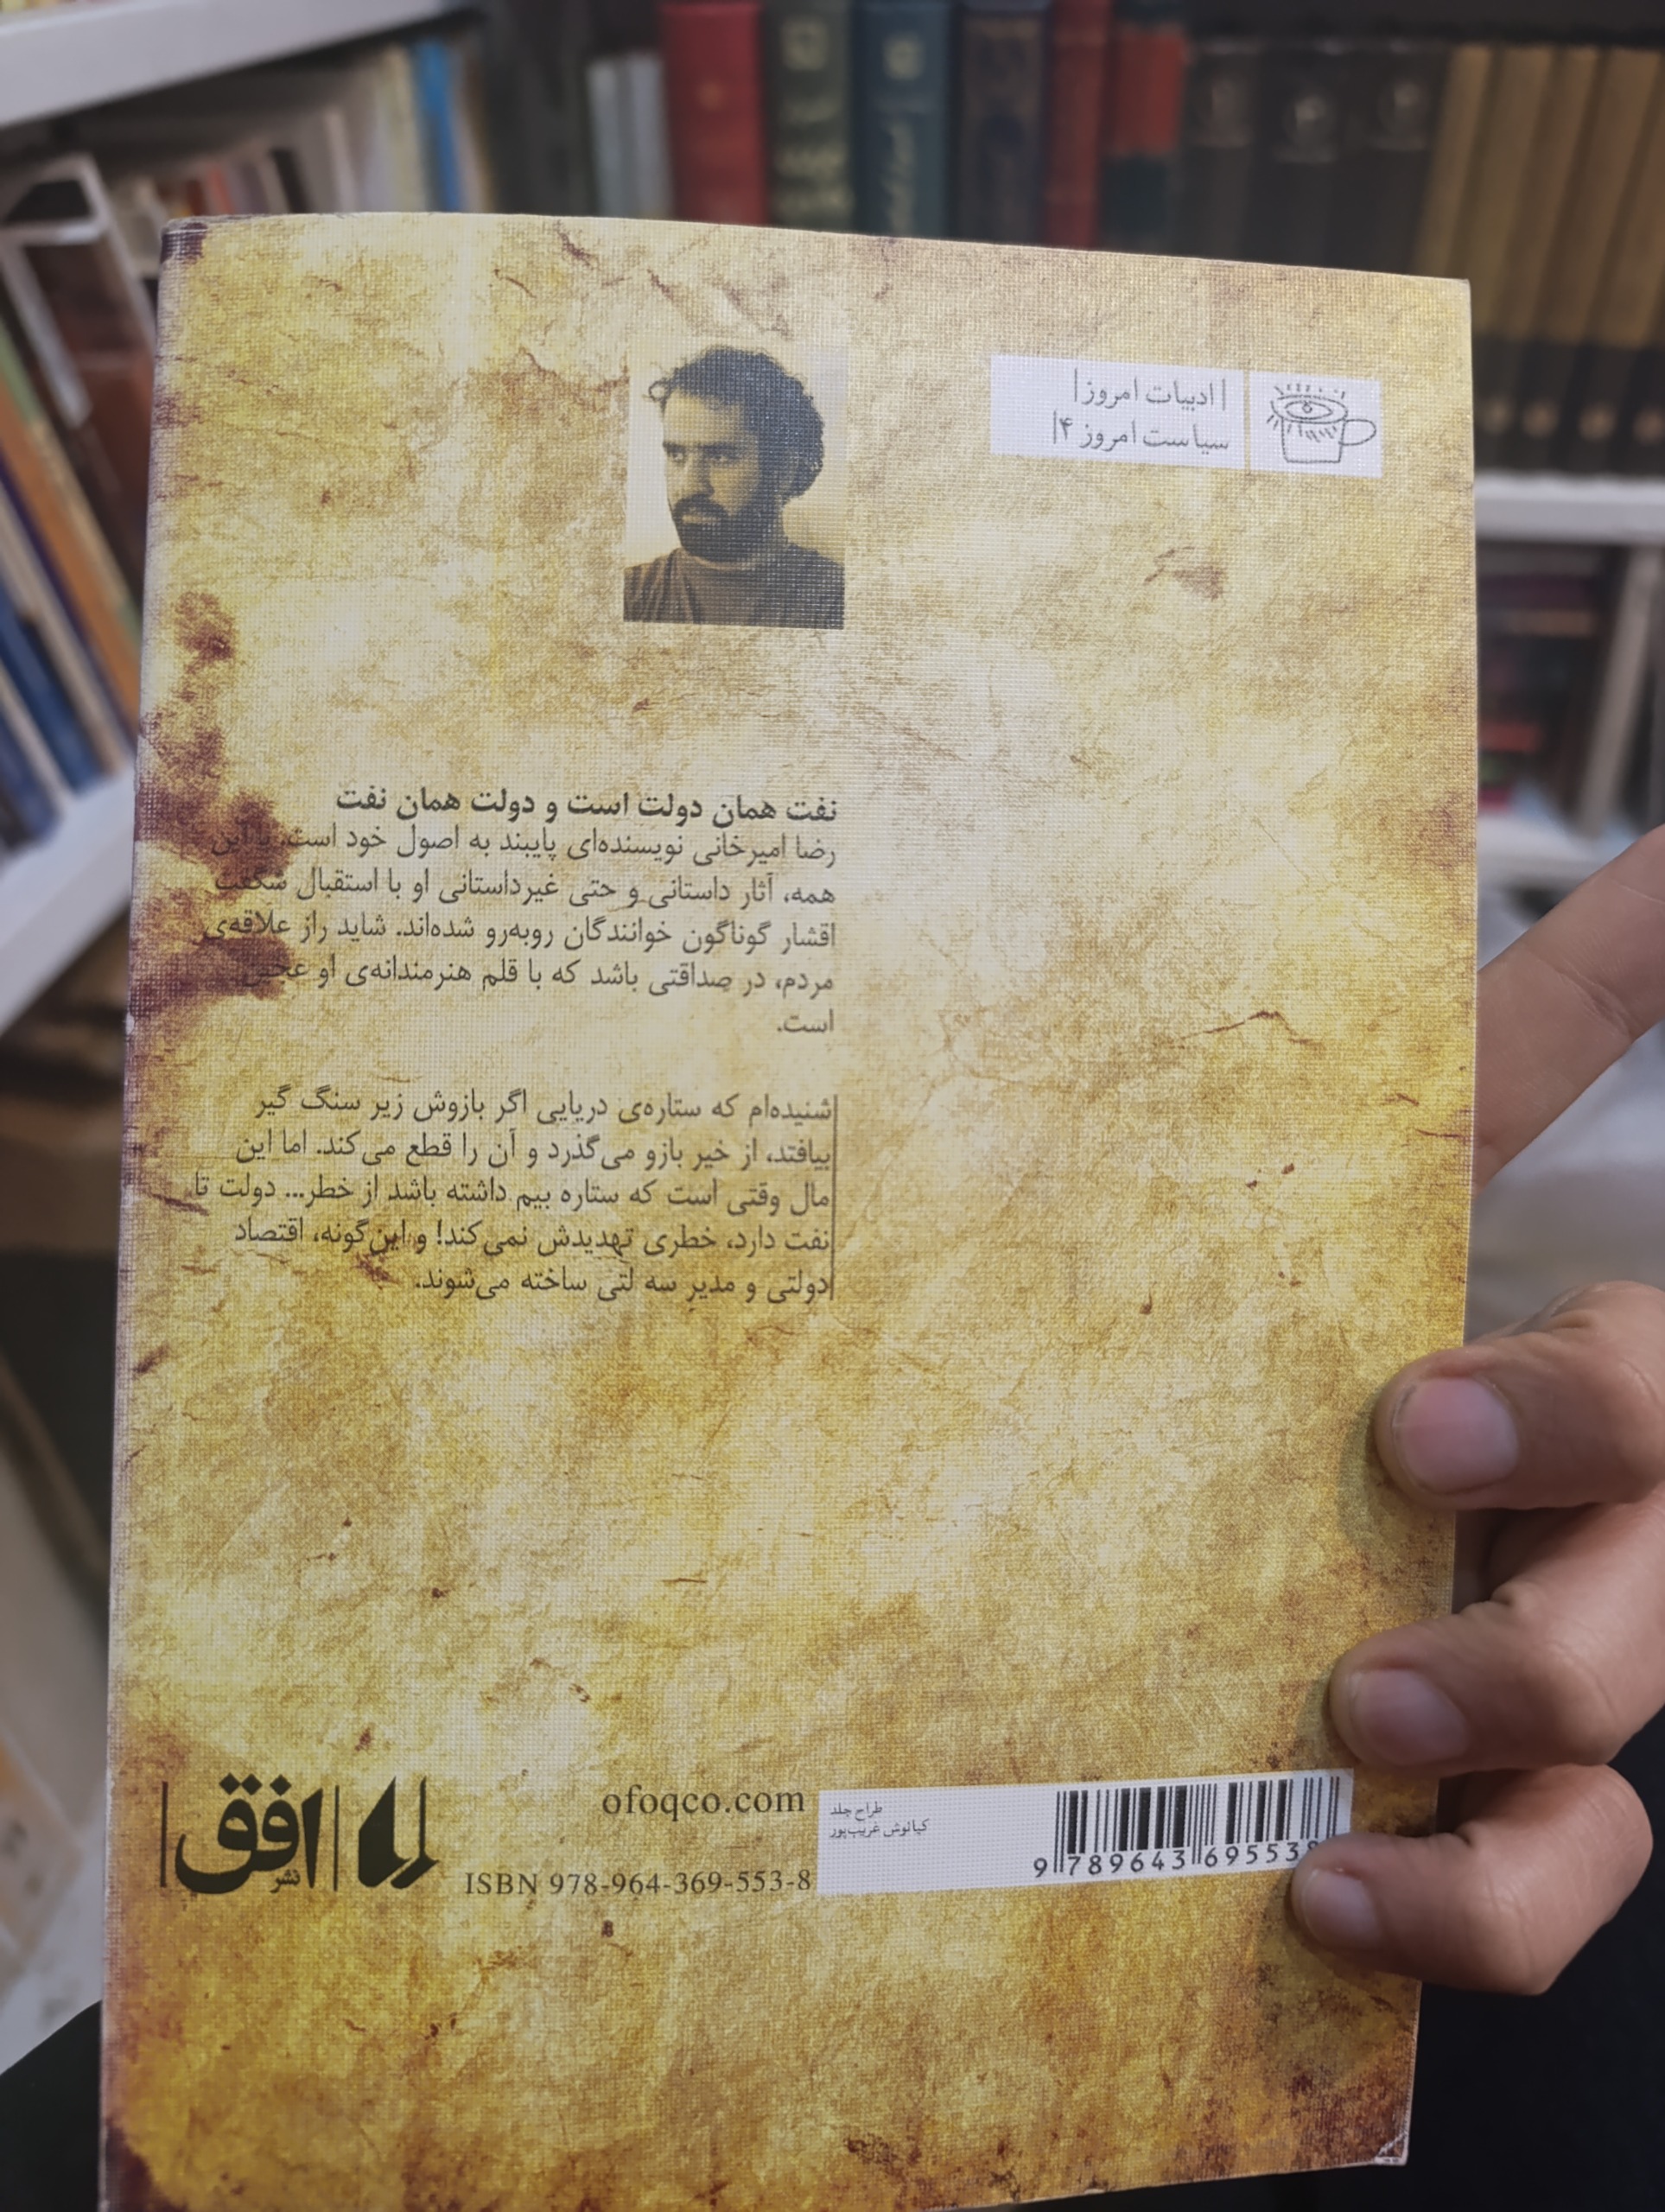 | ادبیات امروز |
سیاست امروز ۴|
نفت همان دولت است و دولت همان نفت
رضا امیرخانی نویسنده‌ای پایبند به اصول خود است. با این
همه، آثار داستانی و حتی غیرداستانی او با استقبال شگفت
اقشار گوناگون خوانندگان روبه‌رو شده‌اند. شاید راز علاقه‌ی
مردم، در صداقتی باشد که با قلم هنرمندانه‌ی او عجین
است.
شنیده‌ام که ستاره‌ی دریایی اگر بازوش زیر سنگ گیر
بیافتد، از خیر بازو می‌گذرد و آن را قطع می‌کند. اما این
مال وقتی است که ستاره بیم داشته باشد از خطر... دولت تا
نفت دارد، خطری تهدیدش نمی‌کند! و این‌گونه، اقتصاد
دولتی و مدیرِ سه لتی ساخته می‌شوند.
نشر افق
ofoqco.com
ISBN 978-964-369-553-8
طراح جلد
کیانوش غریب‌پور
9 789643 695538